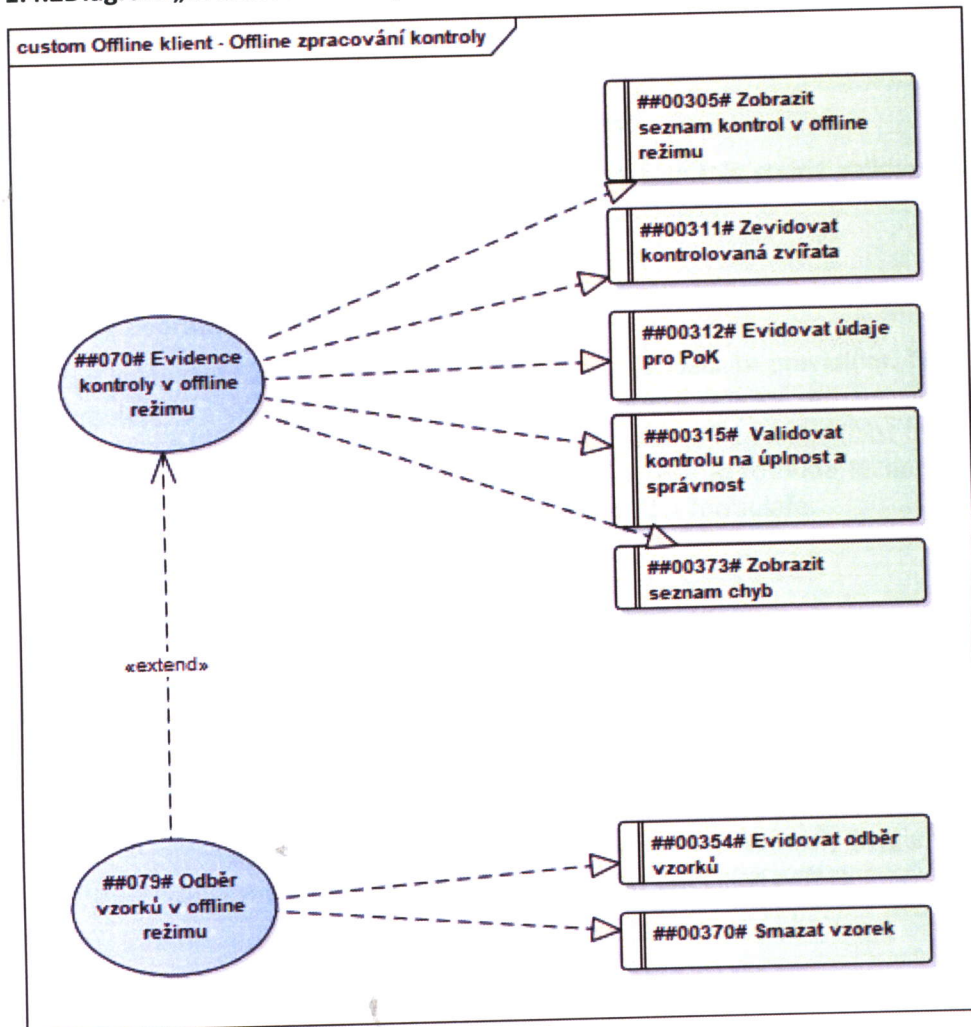 custom Offline klient - Offline zpracování kontroly
##00305# Zobrazit
seznam kontrol v offline
režimu
##00311# Zevidovat
kontrolovaná zvířata
##00312# Evidovat údaje
pro PoK
##00315# Validovat
kontrolu na úplnost a
správnost
##00373# Zobrazit
seznam chyb
##070# Evidence
kontroly v offline
režimu
«extend»
##079# Odběr
vzorků v offline
režimu
##00354# Evidovat odběr
vzorků
##00370# Smazat vzorek